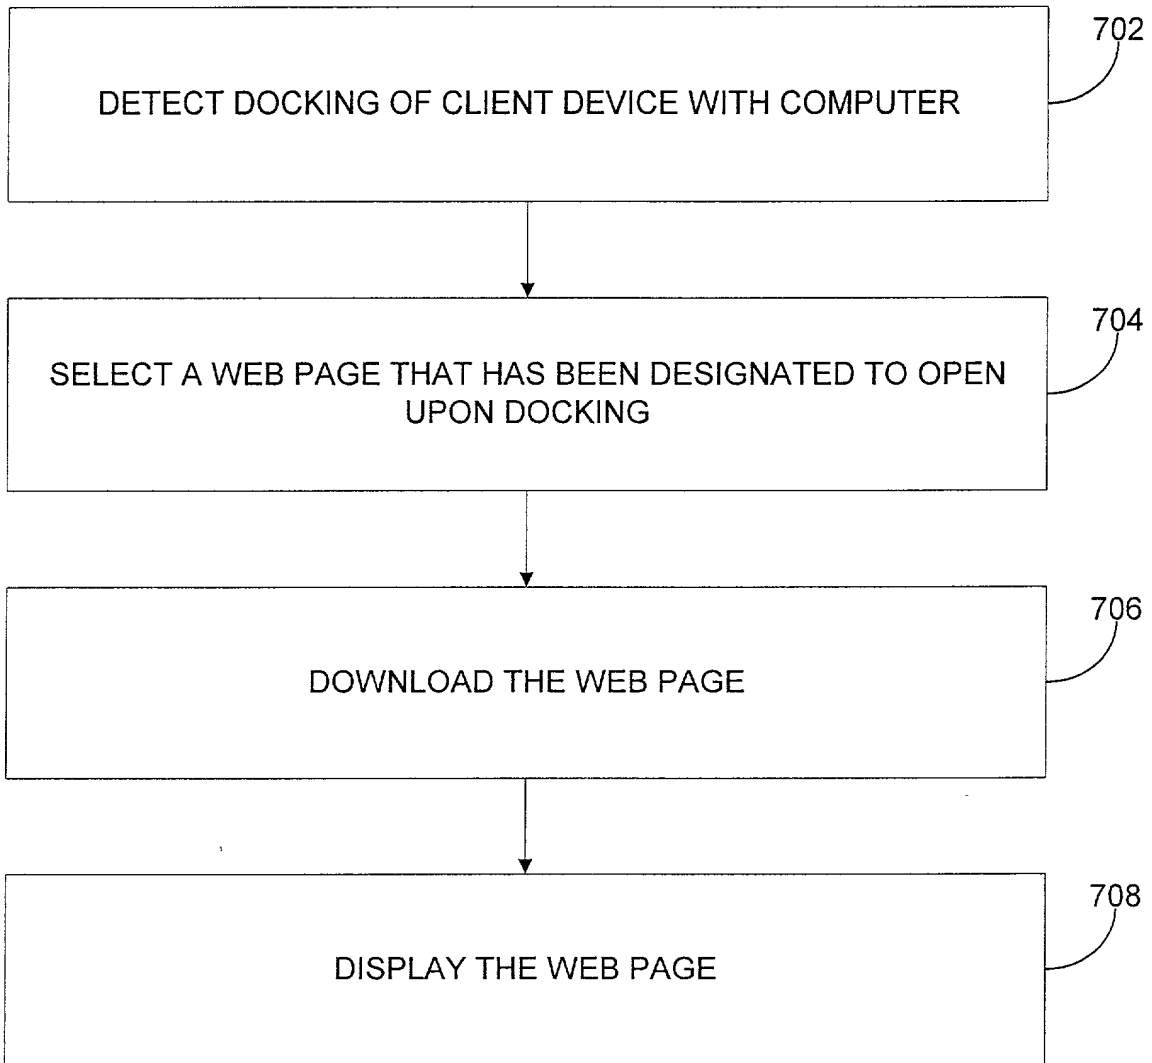 702
DETECT DOCKING OF CLIENT DEVICE WITH COMPUTER
704
SELECT A WEB PAGE THAT HAS BEEN DESIGNATED TO OPEN
UPON DOCKING
706
DOWNLOAD THE WEB PAGE
708
DISPLAY THE WEB PAGE